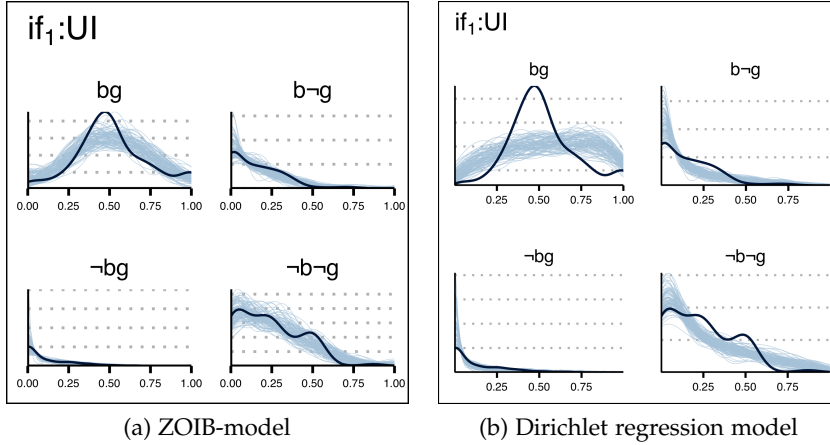 if₁:UI
bg
b¬g
0.00 0.25 0.50 0.75 1.00
0.00 0.25 0.50 0.75 1.00
¬bg
¬b¬g
0.00 0.25 0.50 0.75 1.00
0.00 0.25 0.50 0.75 1.00
(a) ZOIB-model
if₁:UI
bg
b¬g
0.25 0.50 0.75 1.00
0.25 0.50 0.75
¬bg
¬b¬g
0.25 0.50 0.75
0.25 0.50 0.75
(b) Dirichlet regression model